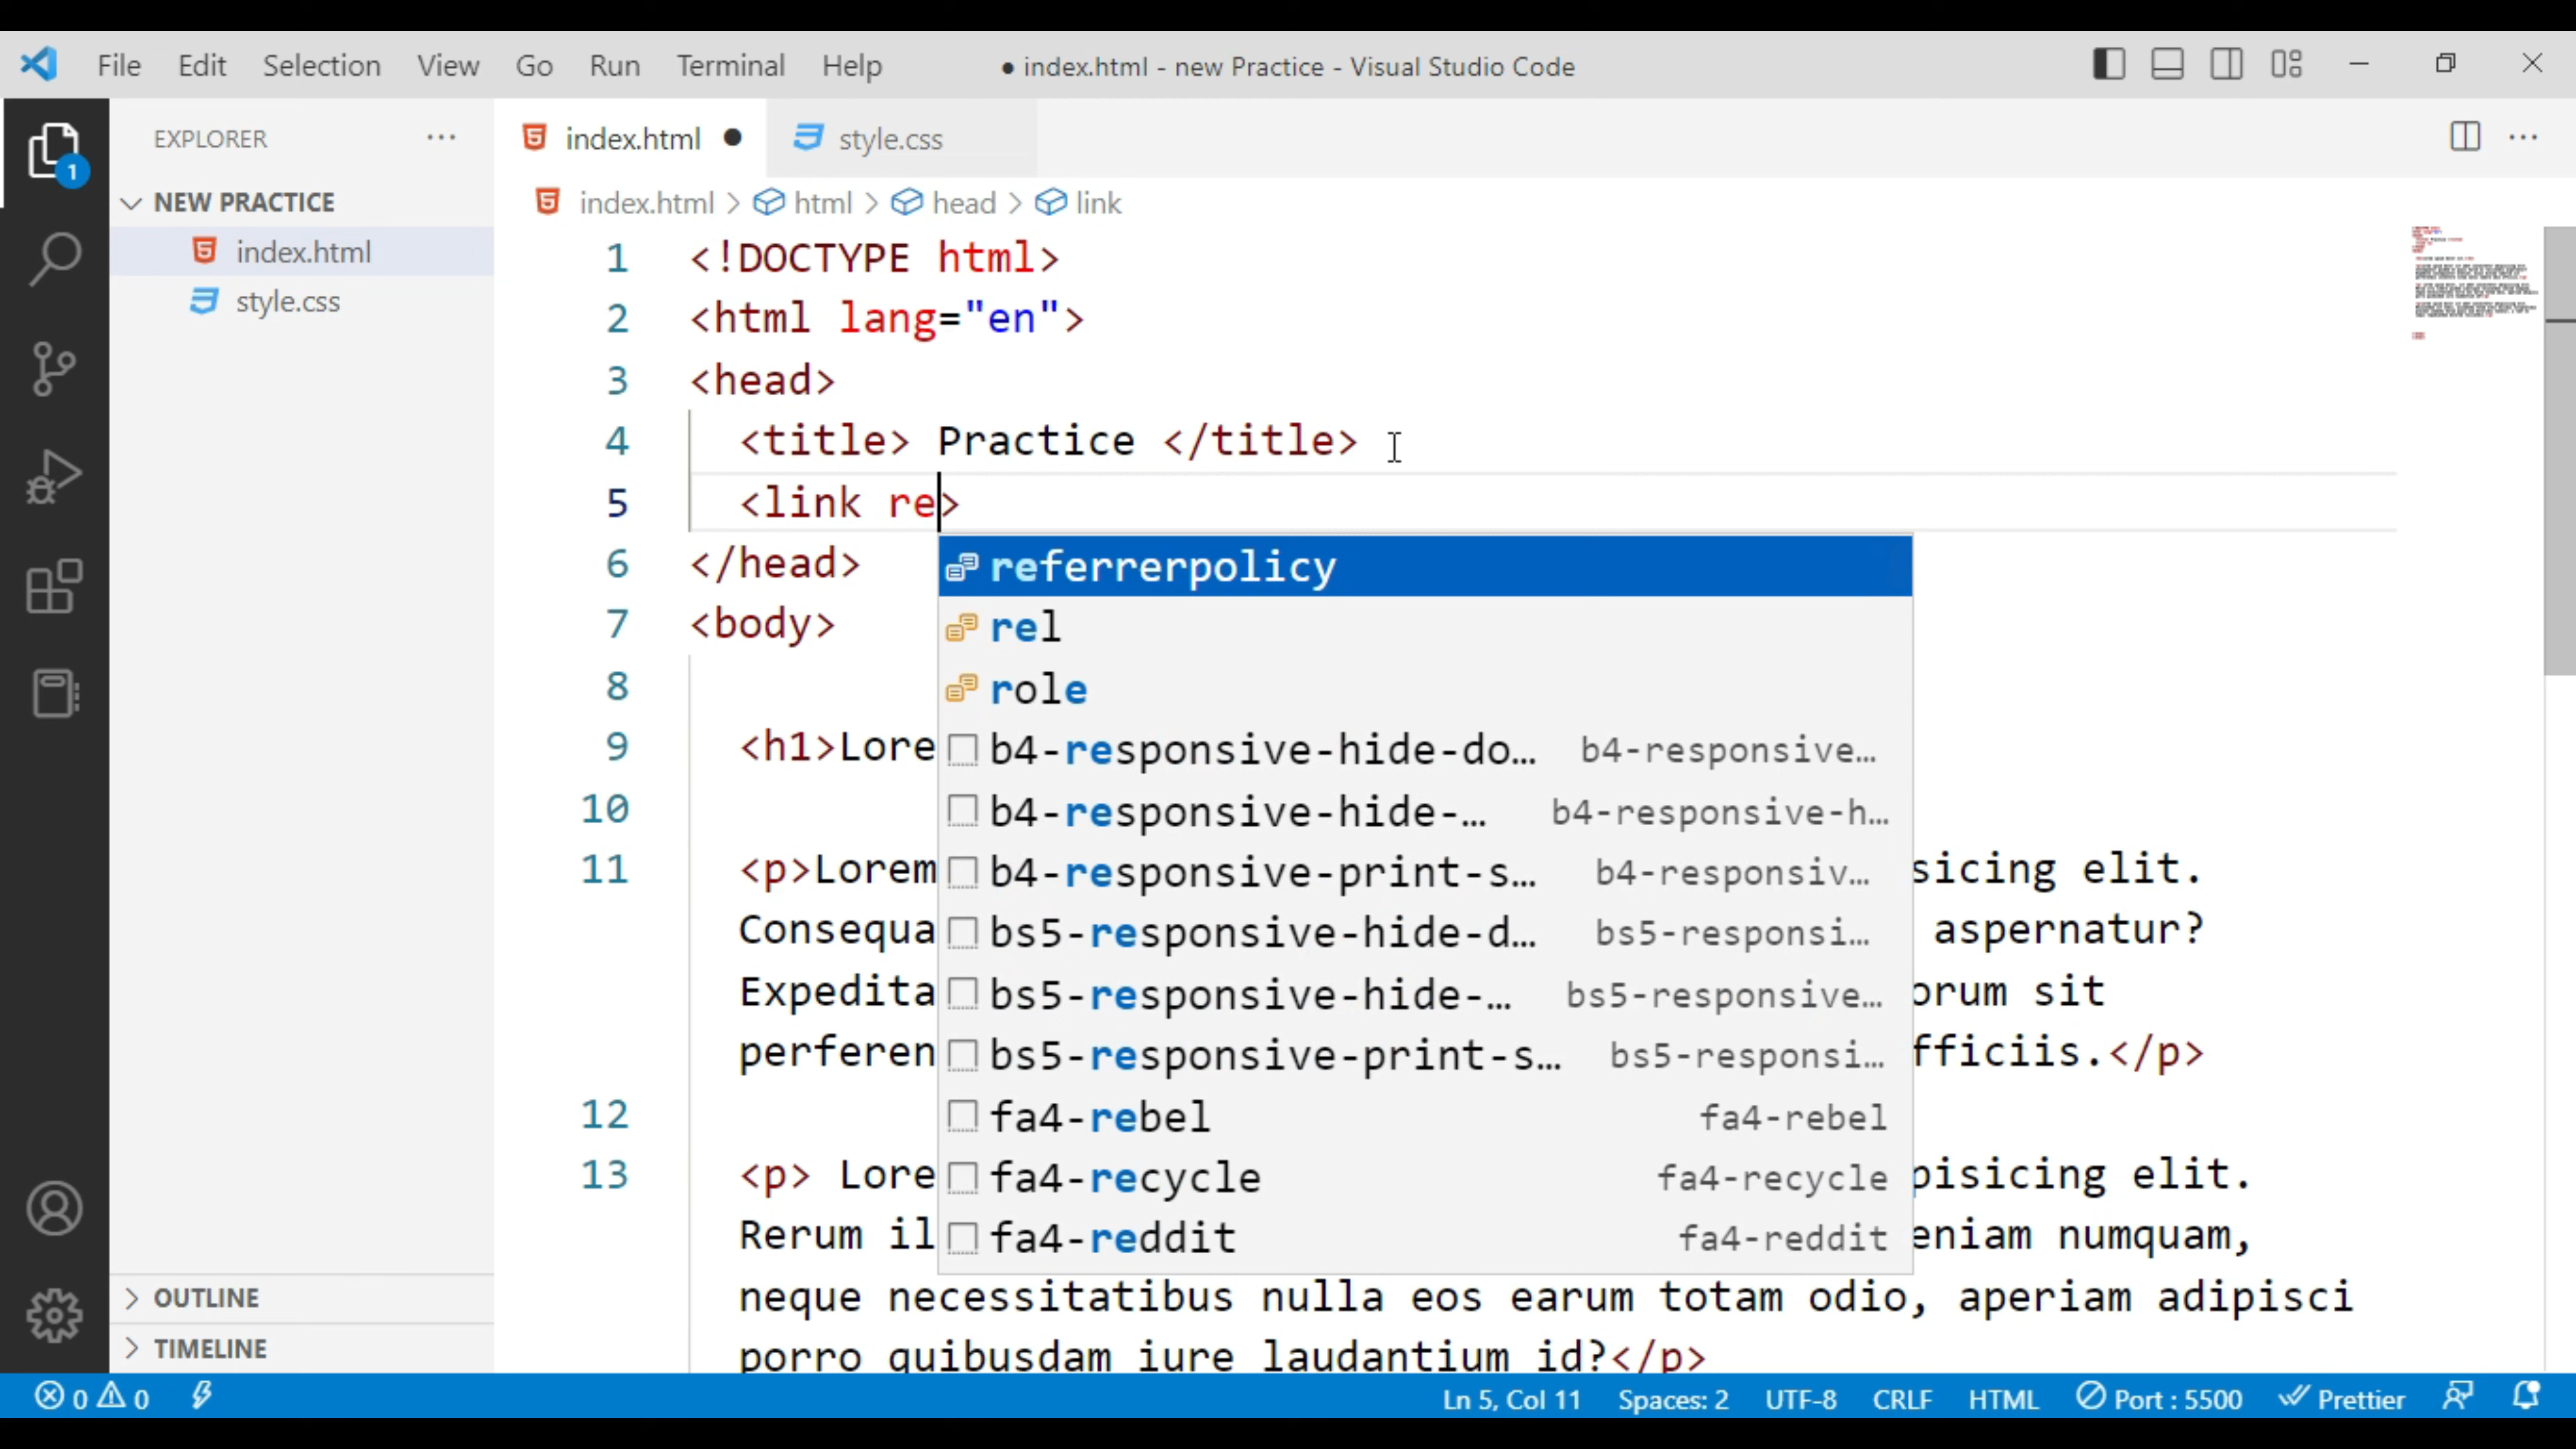 File Edit Selection View Go Run Terminal Help ● index.html - new Practice - Visual Studio Code
EXPLORER ...
index.html ● style.css
1
NEW PRACTICE
index.html
style.css
OUTLINE
TIMELINE
index.html > html > head > link
1 <!DOCTYPE html>
2 <html lang="en">
3 <head>
4 <title> Practice </title>
5 <link re>
6 </head>
7 <body>
8
9 <h1>Lore
10
11 <p>Lorem sicing elit.
Consequa aspernatur?
Expedita orum sit
perferen fficiis.</p>
12
13 <p> Lore pisicing elit.
Rerum il eniam numquam,
neque necessitatibus nulla eos earum totam odio, aperiam adipisci
porro quibusdam iure laudantium id?</p>
referrerpolicy
rel
role
b4-responsive-hide-do… b4-responsive…
b4-responsive-hide-… b4-responsive-h…
b4-responsive-print-s… b4-responsiv…
bs5-responsive-hide-d… bs5-responsi…
bs5-responsive-hide-… bs5-responsive…
bs5-responsive-print-s… bs5-responsi…
fa4-rebel fa4-rebel
fa4-recycle fa4-recycle
fa4-reddit fa4-reddit
0 0 Ln 5, Col 11 Spaces: 2 UTF-8 CRLF HTML Port : 5500 Prettier